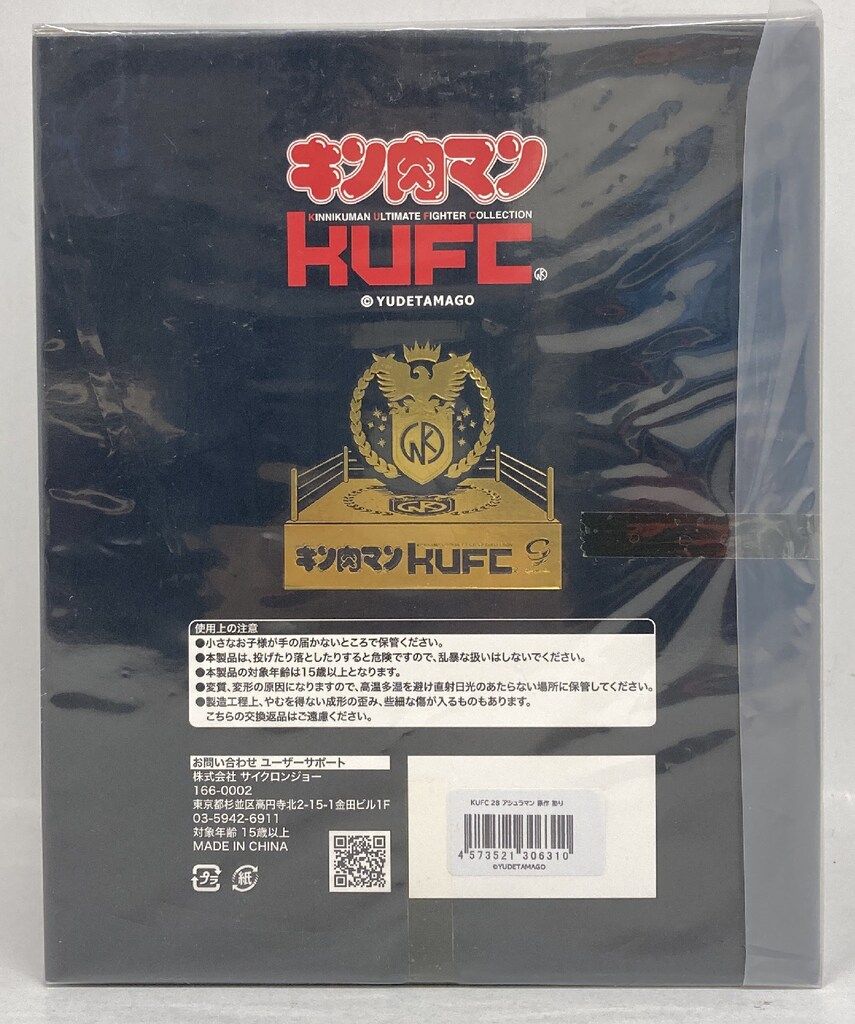 キン肉マン
KINNIKUMAN ULTIMATE FIGHTER COLLECTION
KUFC
©YUDETAMAGO
キン肉マン KUFC
使用上の注意
●小さなお子様が手の届かないところで保管ください。
●本製品は、投げたり落としたりすると危険ですので、乱暴な扱いはしないでください。
●本製品の対象年齢は15歳以上となります。
●変質、変形の原因になりますので、高温多湿を避け直射日光のあたらない場所に保管してください。
●製造工程上、やむを得ない成形の歪み、些細な傷が入るものもあります。
こちらの交換返品はご遠慮ください。
お問い合わせ ユーザーサポート
株式会社 サイクロンジョー
166-0002
東京都杉並区高円寺北2-15-1金田ビル1F
03-5942-6911
対象年齢 15歳以上
MADE IN CHINA
プラ
紙
KUFC 28 アシュラマン 原作 怒り
4 573521 306310
©YUDETAMAGO